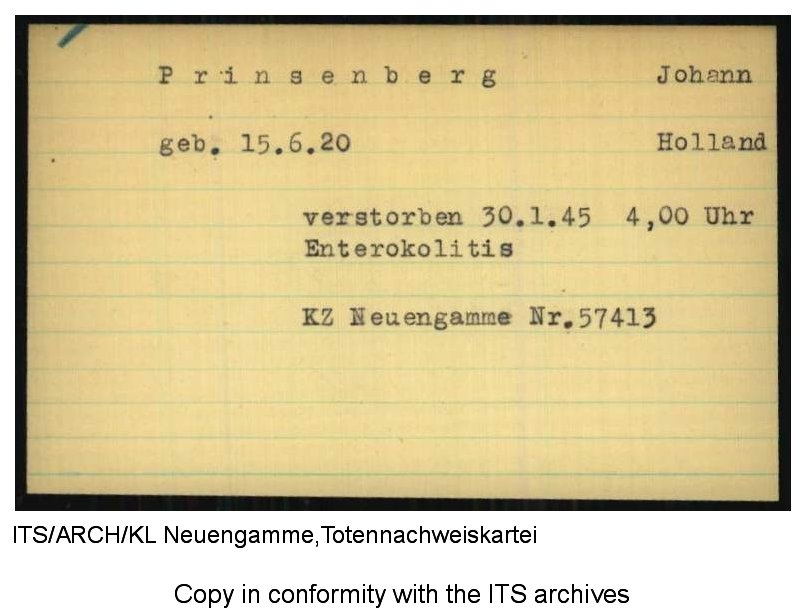 P r i n s e n b e r g Johann
geb. 15.6.20 Holland
verstorben 30.1.45 4,00 Uhr
Enterokolitis
KZ Neuengamme Nr.57413
ITS/ARCH/KL Neuengamme,Totennachweiskartei
Copy in conformity with the ITS archives